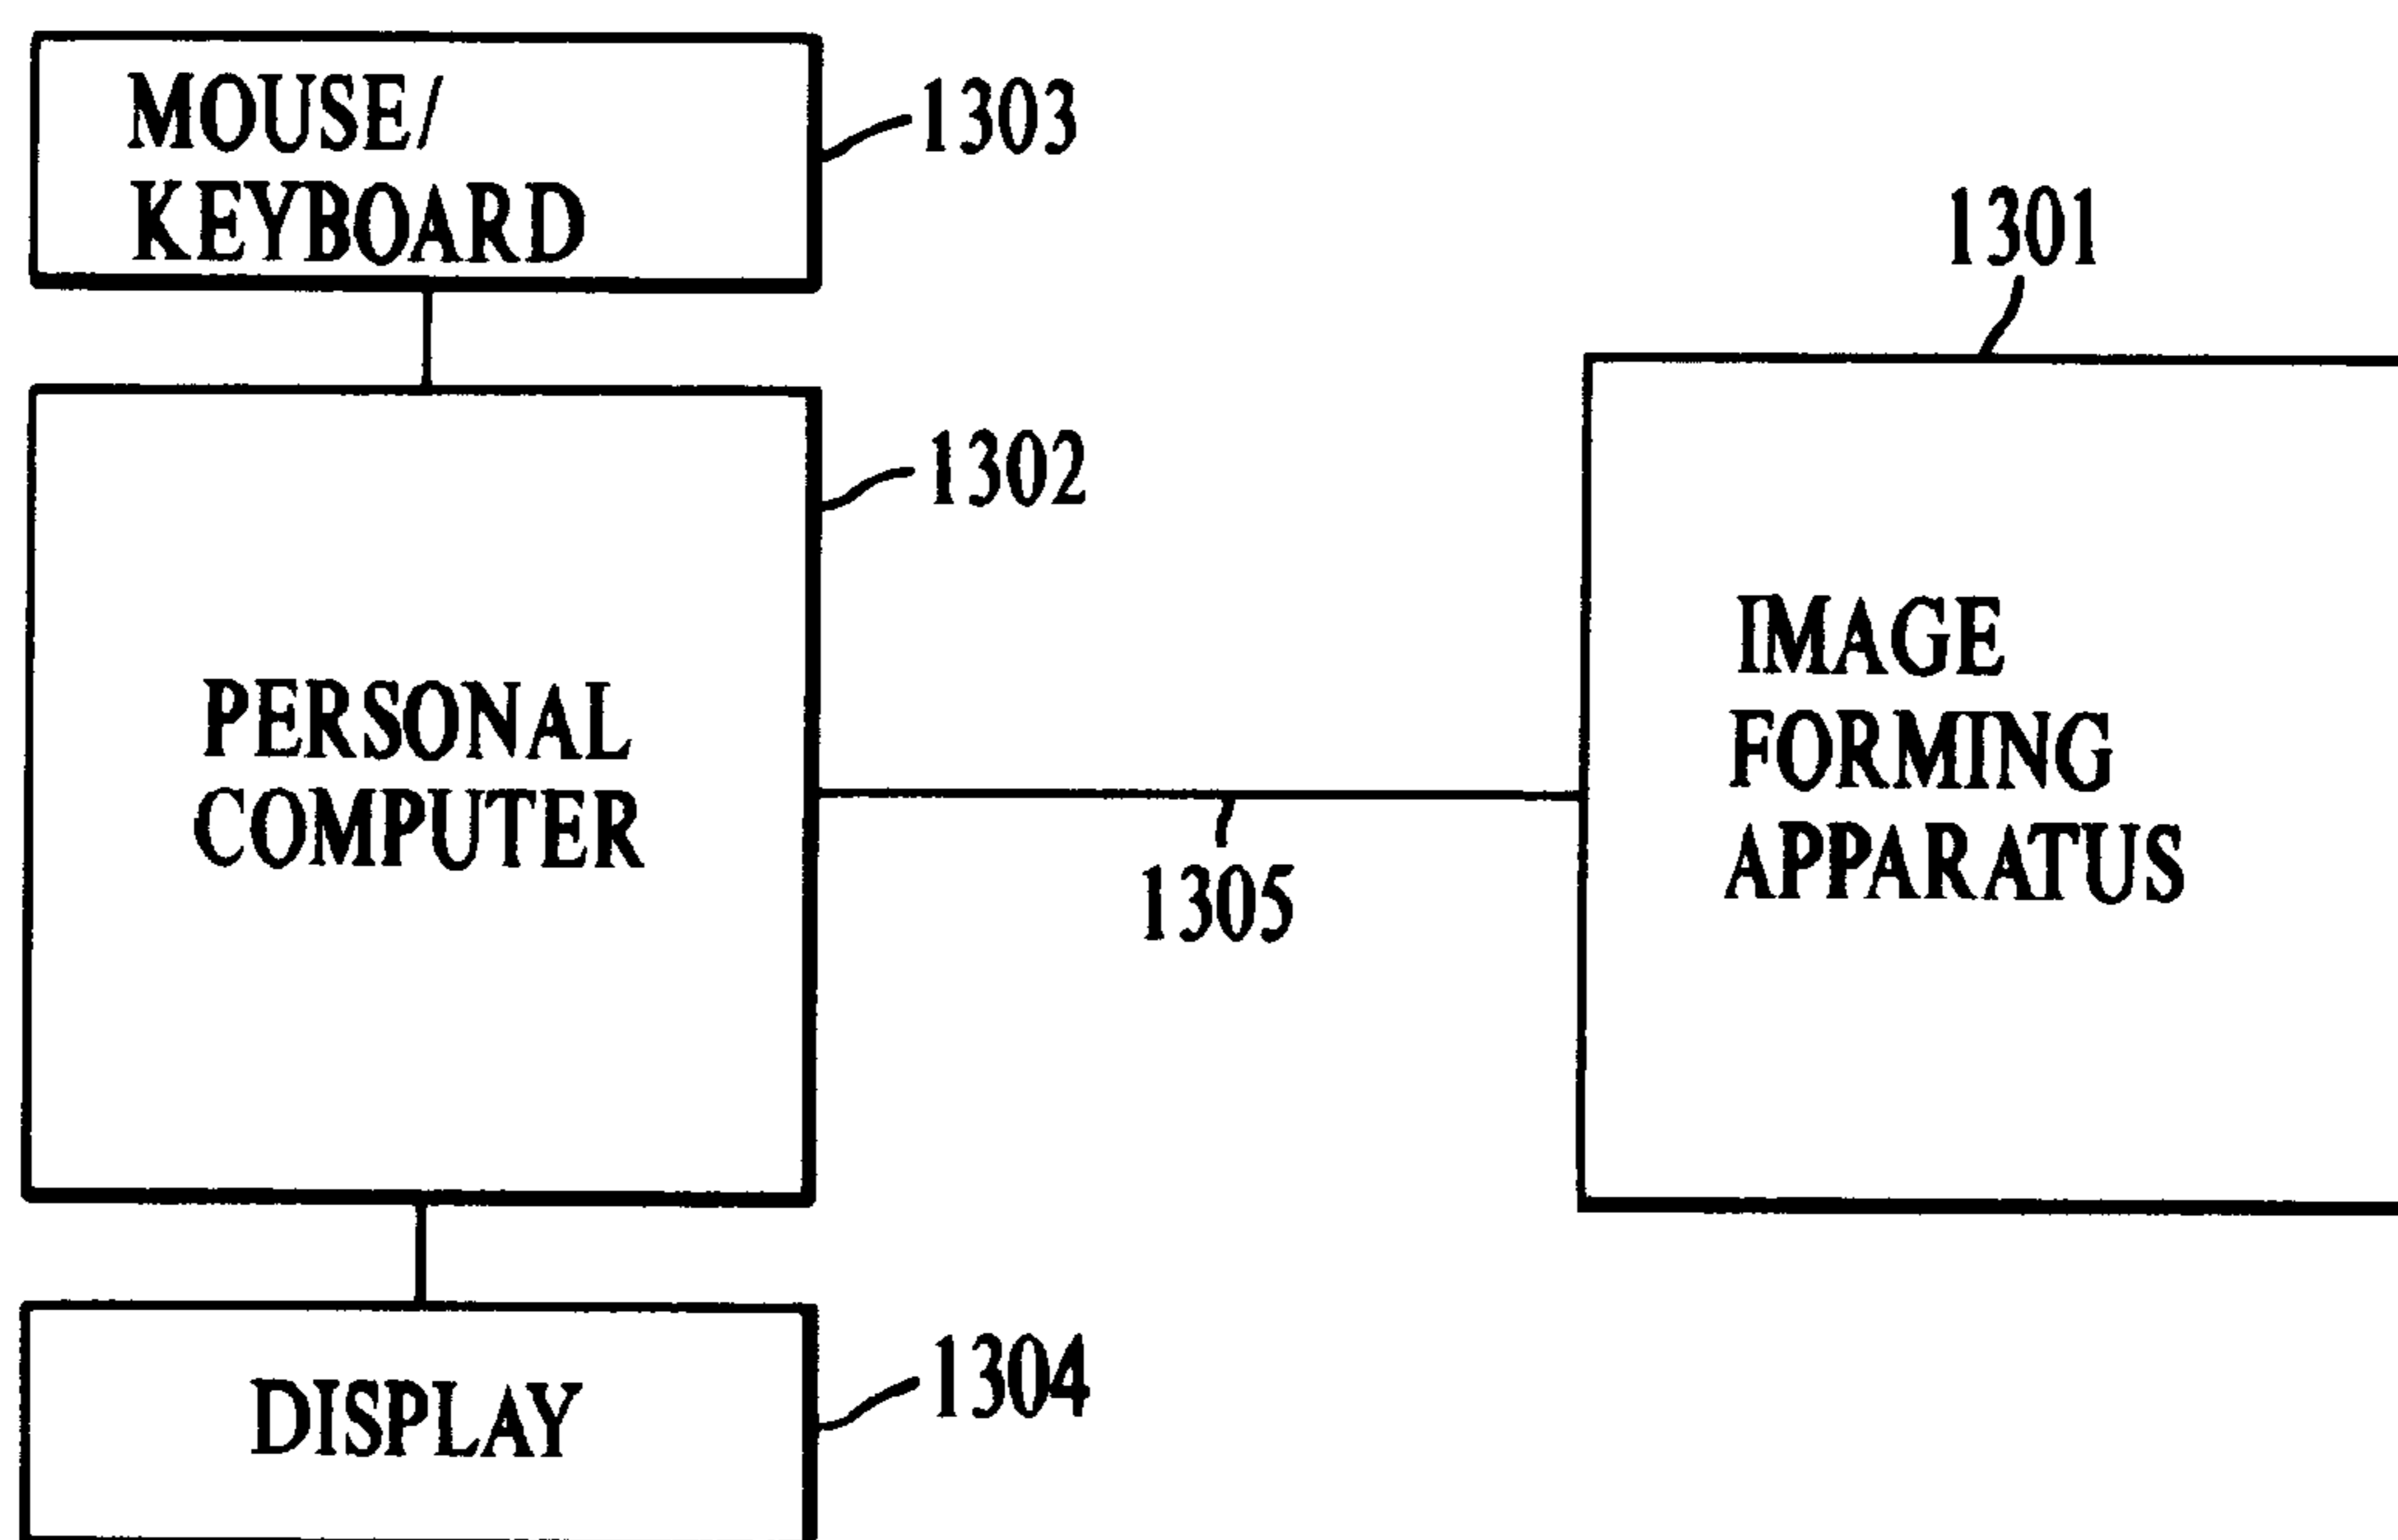 MOUSE/
KEYBOARD
1303
1301
1302
PERSONAL
COMPUTER
IMAGE
FORMING
APPARATUS
1305
DISPLAY
1304